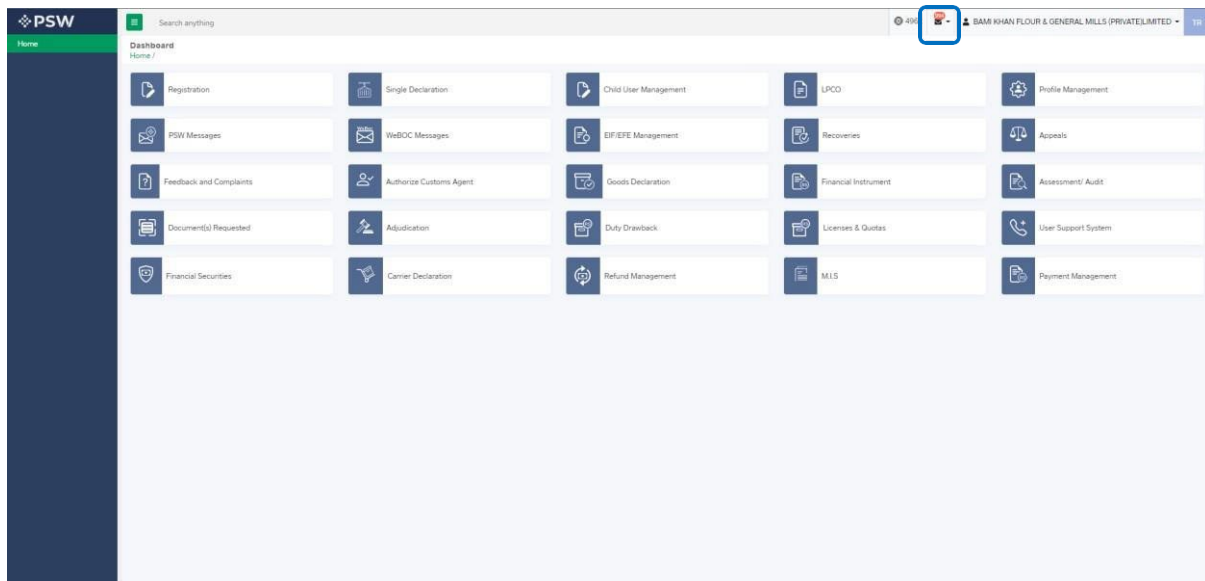 PSW
Search anything
496
BAMI KHAN FLOUR & GENERAL MILLS (PRIVATE)LIMITED
TR
Home
Dashboard
Home /
Registration
Single Declaration
Child User Management
LPCO
Profile Management
PSW Messages
WeBOC Messages
EIF/EFE Management
Recoveries
Appeals
Feedback and Complaints
Authorize Customs Agent
Goods Declaration
Financial Instrument
Assessment/ Audit
Document(s) Requested
Adjudication
Duty Drawback
Licenses & Quotas
User Support System
Financial Securities
Carrier Declaration
Refund Management
M.I.S
Payment Management